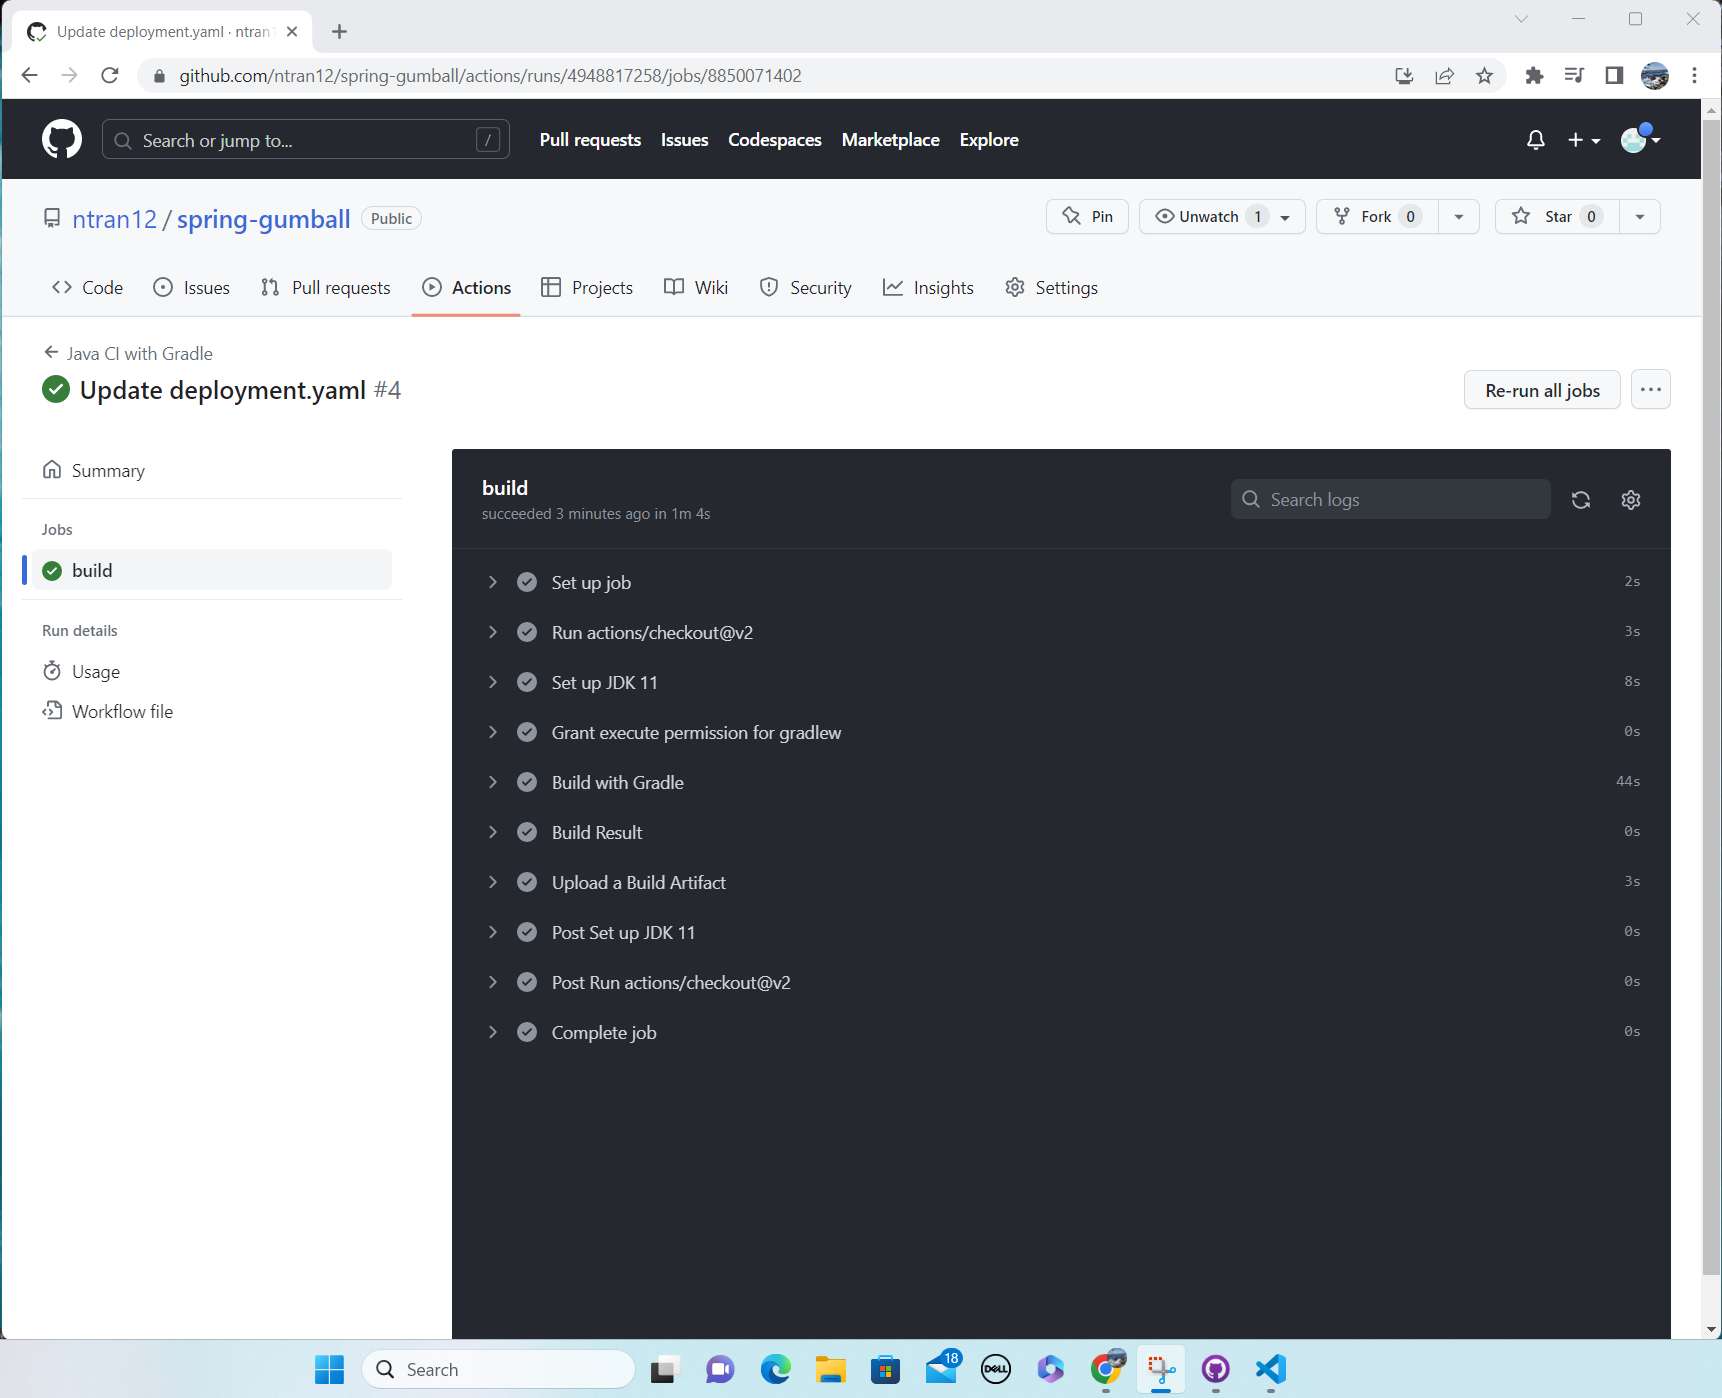 Update deployment.yaml · ntran1
github.com/ntran12/spring-gumball/actions/runs/4948817258/jobs/8850071402
Search or jump to... / Pull requests Issues Codespaces Marketplace Explore
ntran12 / spring-gumball Public Pin Unwatch 1 Fork 0 Star 0
Code Issues Pull requests Actions Projects Wiki Security Insights Settings
Java CI with Gradle
Update deployment.yaml #4 Re-run all jobs
Summary
Jobs
build
Run details
Usage
Workflow file
build
succeeded 3 minutes ago in 1m 4s
Search logs
Set up job 2s
Run actions/checkout@v2 3s
Set up JDK 11 8s
Grant execute permission for gradlew 0s
Build with Gradle 44s
Build Result 0s
Upload a Build Artifact 3s
Post Set up JDK 11 0s
Post Run actions/checkout@v2 0s
Complete job 0s
Search 18 DELL